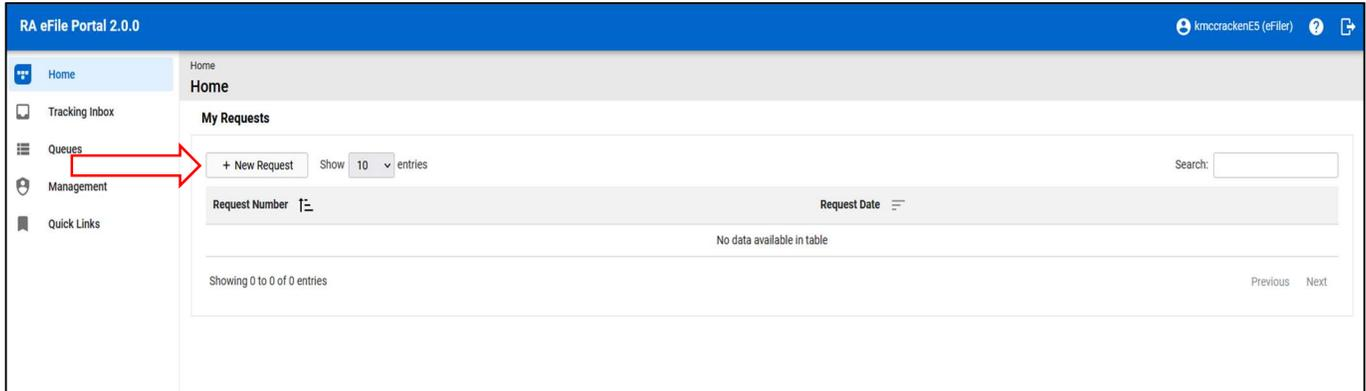 RA eFile Portal 2.0.0
kmccrackenE5 (eFiler)
?
Home
Tracking Inbox
Queues
Management
Quick Links
Home
Home
My Requests
+ New Request Show 10 entries Search:
Request Number Request Date
No data available in table
Showing 0 to 0 of 0 entries Previous Next